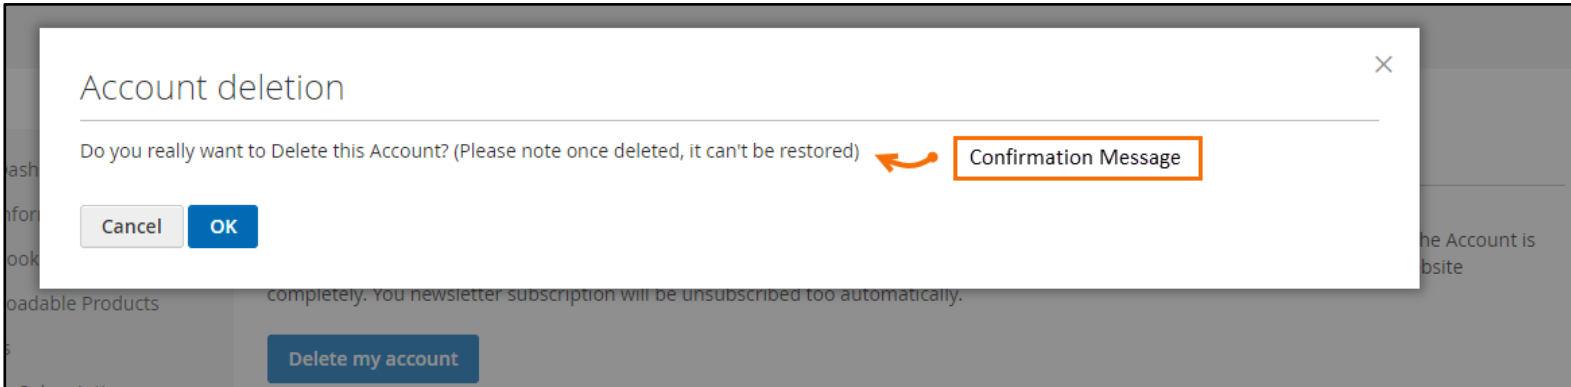 Account deletion
Do you really want to Delete this Account? (Please note once deleted, it can't be restored)
Confirmation Message
Cancel
OK
he Account is
bsite
completely. You newsletter subscription will be unsubscribed too automatically.
oadable Products
Delete my account